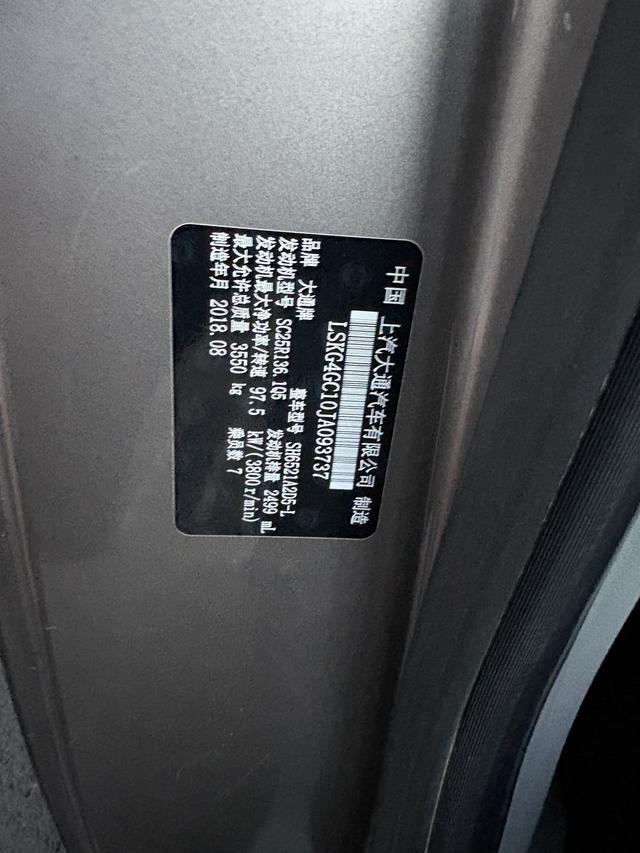 中国 上汽大通汽车有限公司 制造
LSKG4GC10JA093737
品牌 大通牌 整车型号 SH6521A2D5-L
发动机型号 SC25R136.1Q5 发动机排量 2499 mL
发动机最大净功率/转速 97.5 kW/(3800r/min)
最大允许总质量 3550 kg 乘员数 7
制造年月 2018.08